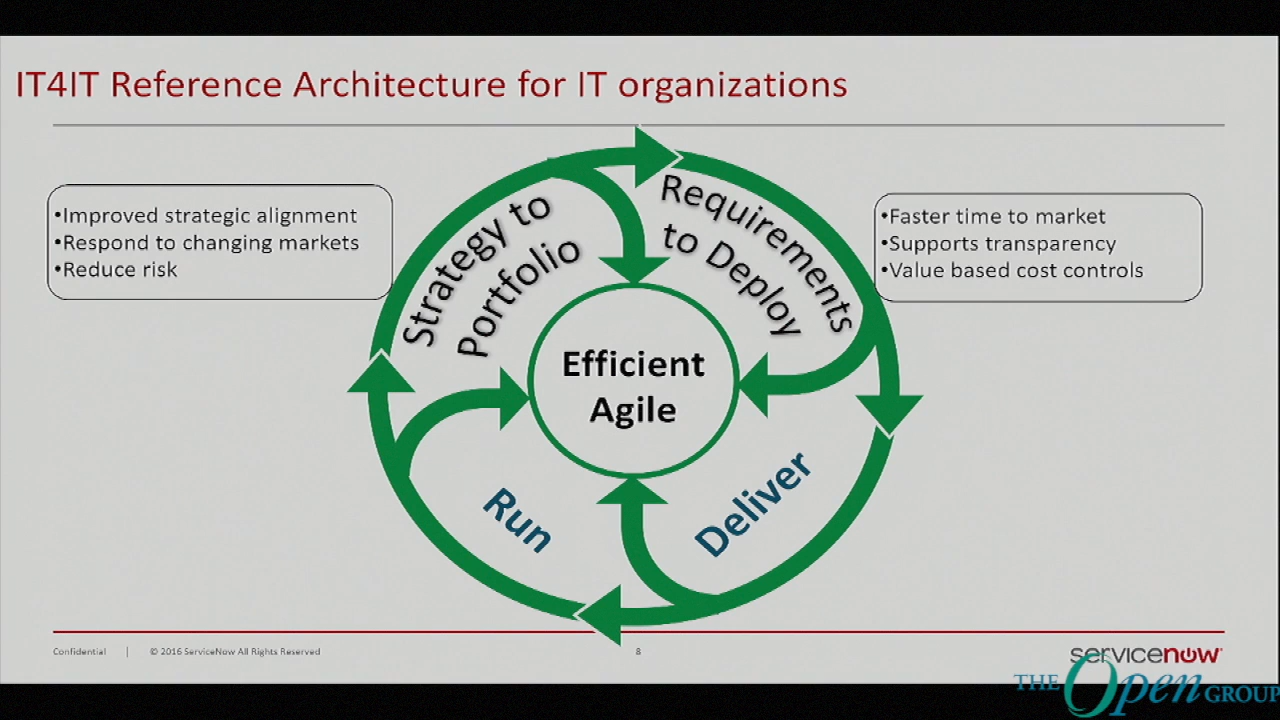 IT4IT Reference Architecture for IT organizations
•Improved strategic alignment
•Respond to changing markets
•Reduce risk
Strategy to
Portfolio
Requirements
to Deploy
•Faster time to market
•Supports transparency
•Value based cost controls
Efficient
Agile
Run
Deliver
Confidential | © 2016 ServiceNow All Rights Reserved
8
servicenow
THE Open GROUP